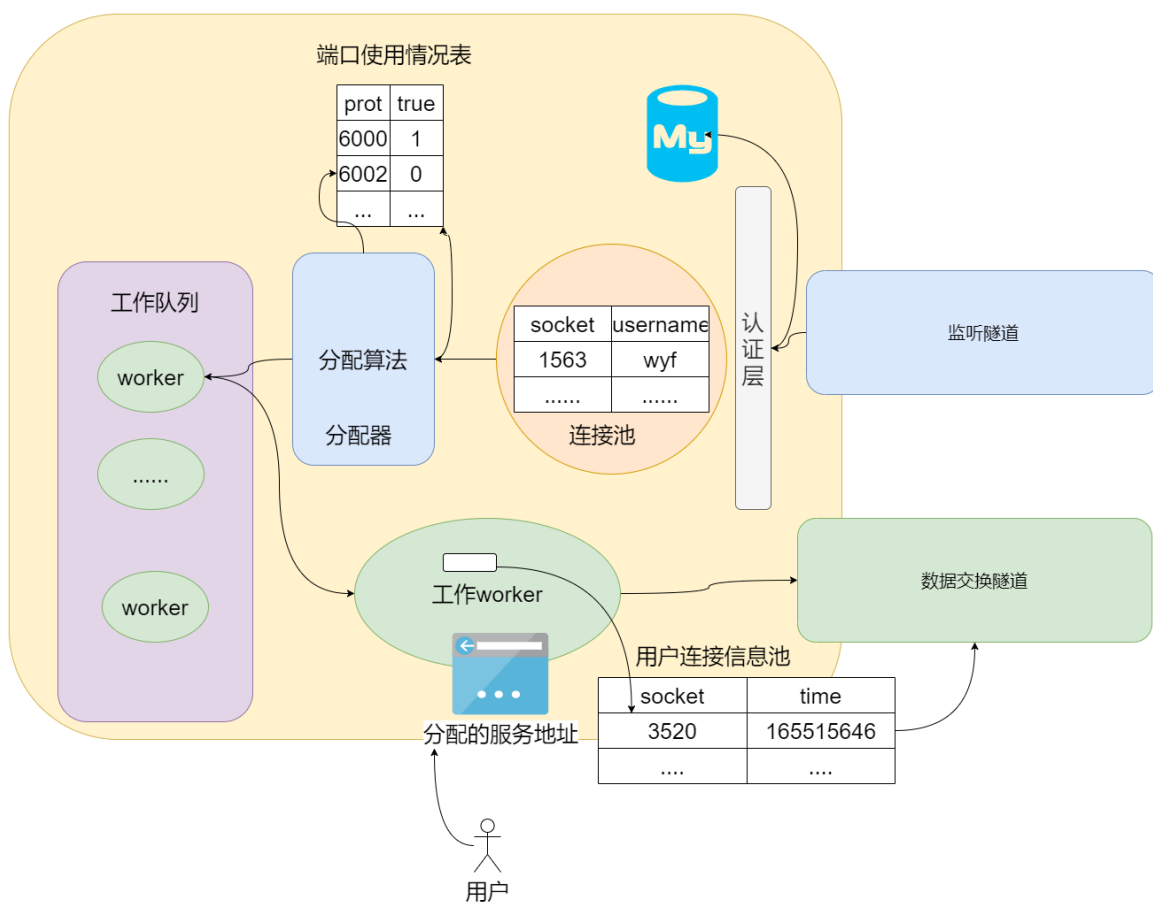 端口使用情况表
prot true
6000 1
6002 0
... ...
My
工作队列
worker
......
worker
分配算法
分配器
socket username
1563 wyf
...... ......
连接池
认证层
监听隧道
工作worker
数据交换隧道
分配的服务地址
用户连接信息池
socket time
3520 165515646
.... ....
用户